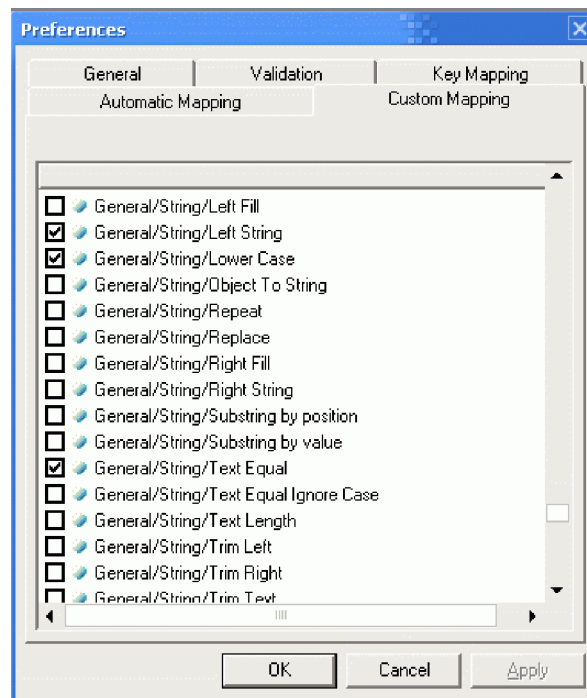 Preferences
General Validation Key Mapping
Automatic Mapping Custom Mapping
General/String/Left Fill
General/String/Left String
General/String/Lower Case
General/String/Object To String
General/String/Repeat
General/String/Replace
General/String/Right Fill
General/String/Right String
General/String/Substring by position
General/String/Substring by value
General/String/Text Equal
General/String/Text Equal Ignore Case
General/String/Text Length
General/String/Trim Left
General/String/Trim Right
General/String/Trim Text
OK Cancel Apply